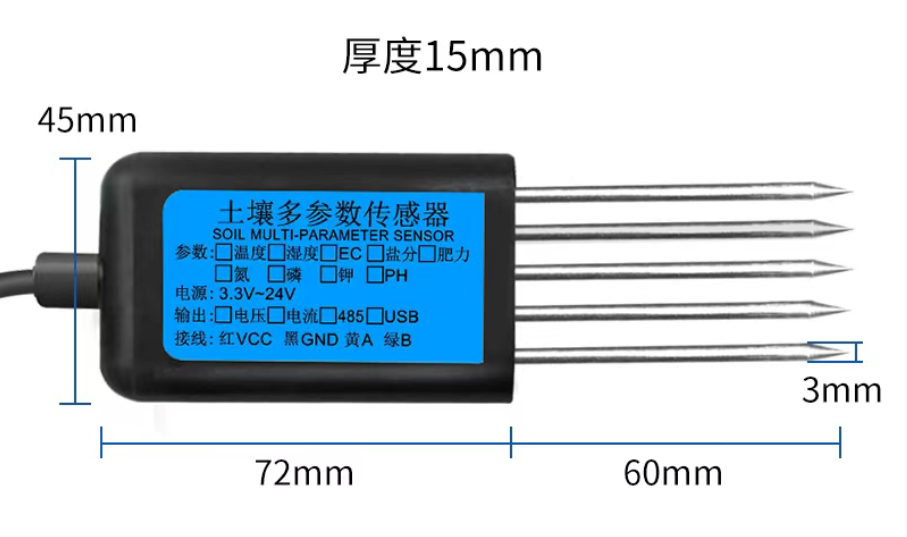 厚度15mm
45mm
土壤多参数传感器
SOIL MULTI-PARAMETER SENSOR
参数:□温度□湿度□EC□盐分□肥力
□氮 □磷 □钾 □PH
电源: 3.3V~24V
输出:□电压□电流□485□USB
接线: 红VCC 黑GND 黄A 绿B
3mm
72mm
60mm